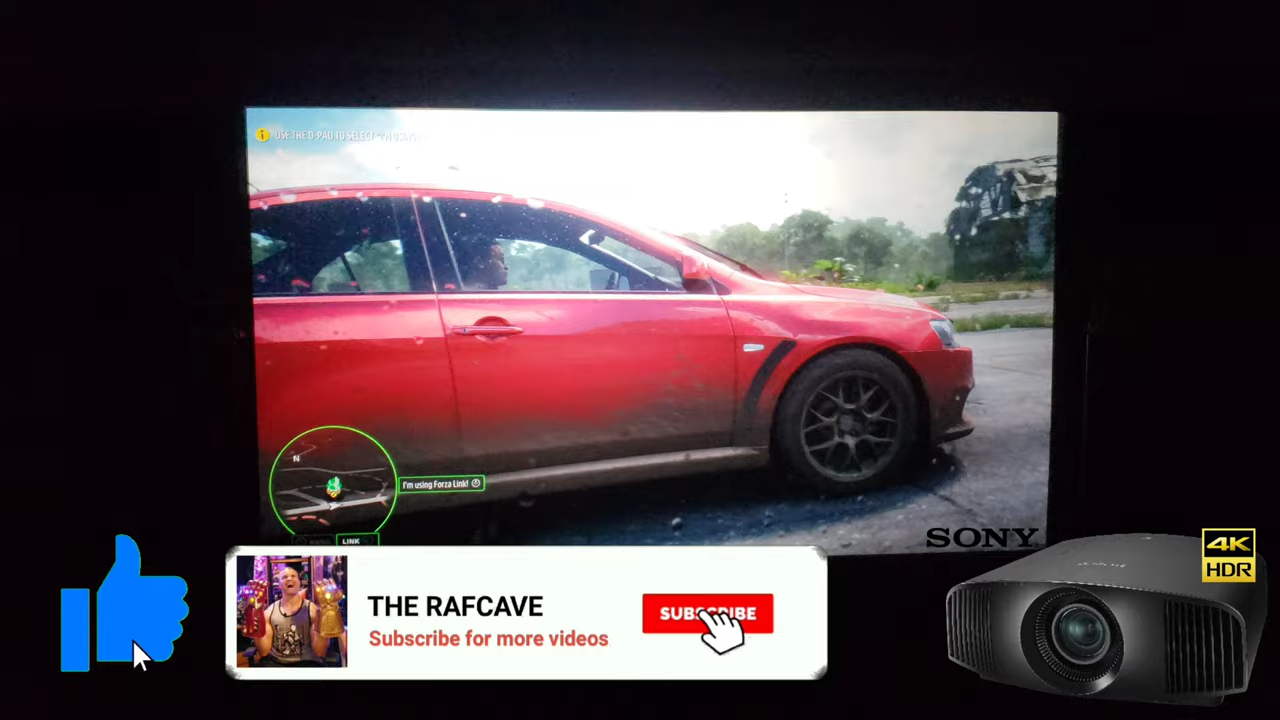 USE THE D-PAD TO SELECT "I'M USING
N
I'm using Forza Link!
LINK
SONY
4K
HDR
THE RAFCAVE
SUBSCRIBE
Subscribe for more videos